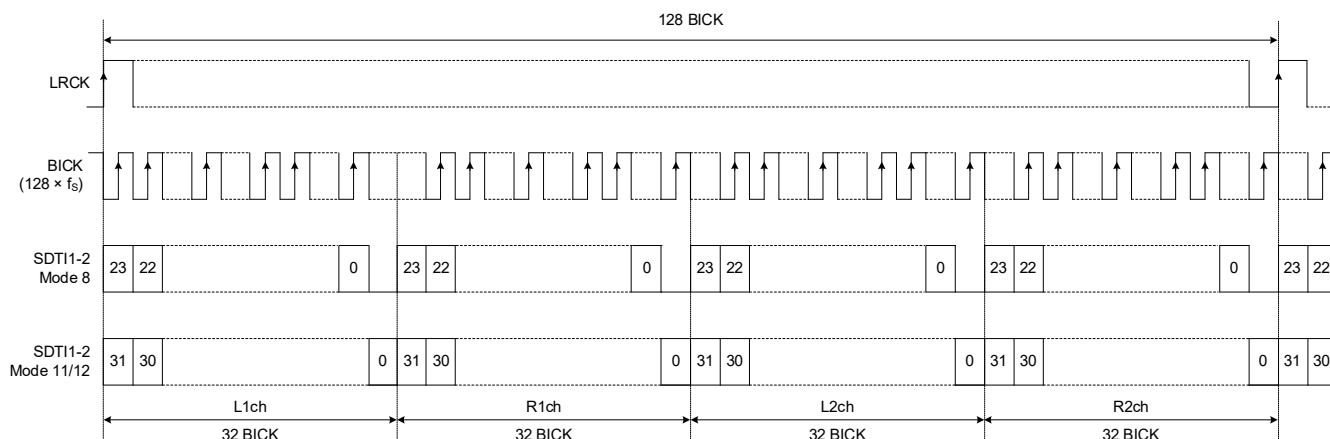 128 BICK
LRCK
BICK
(128 × fS)
SDTI1-2
Mode 8
23 22 0 23 22 0 23 22 0 23 22 0 23 22
SDTI1-2
Mode 11/12
31 30 0 31 30 0 31 30 0 31 30 0 31 30
L1ch R1ch L2ch R2ch
32 BICK 32 BICK 32 BICK 32 BICK